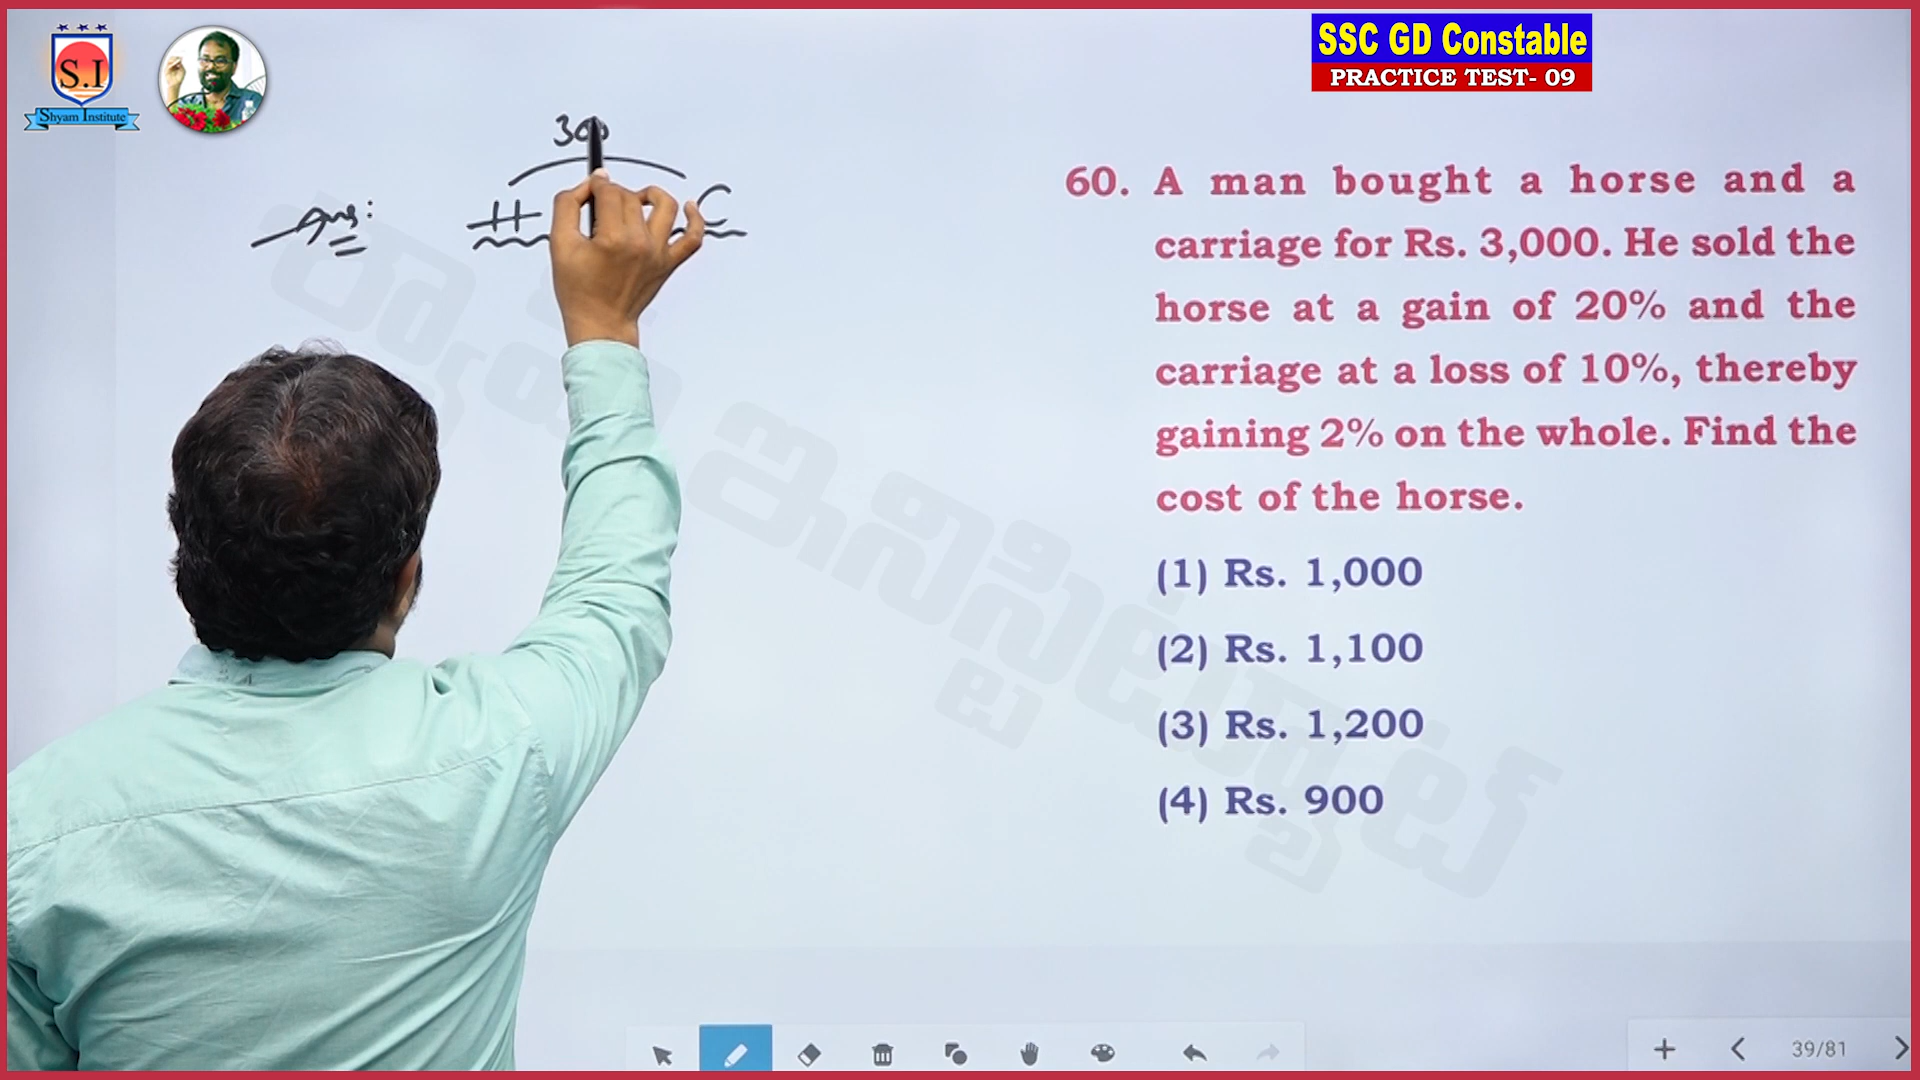 SSC GD Constable
PRACTICE TEST- 09
S.I
Shyam Institute
300
Ans:
H
C
60. A man bought a horse and a
carriage for Rs. 3,000. He sold the
horse at a gain of 20% and the
carriage at a loss of 10%, thereby
gaining 2% on the whole. Find the
cost of the horse.
(1) Rs. 1,000
(2) Rs. 1,100
(3) Rs. 1,200
(4) Rs. 900
శ్యామ్ ఇన్‌స్టిట్యూట్
39/81